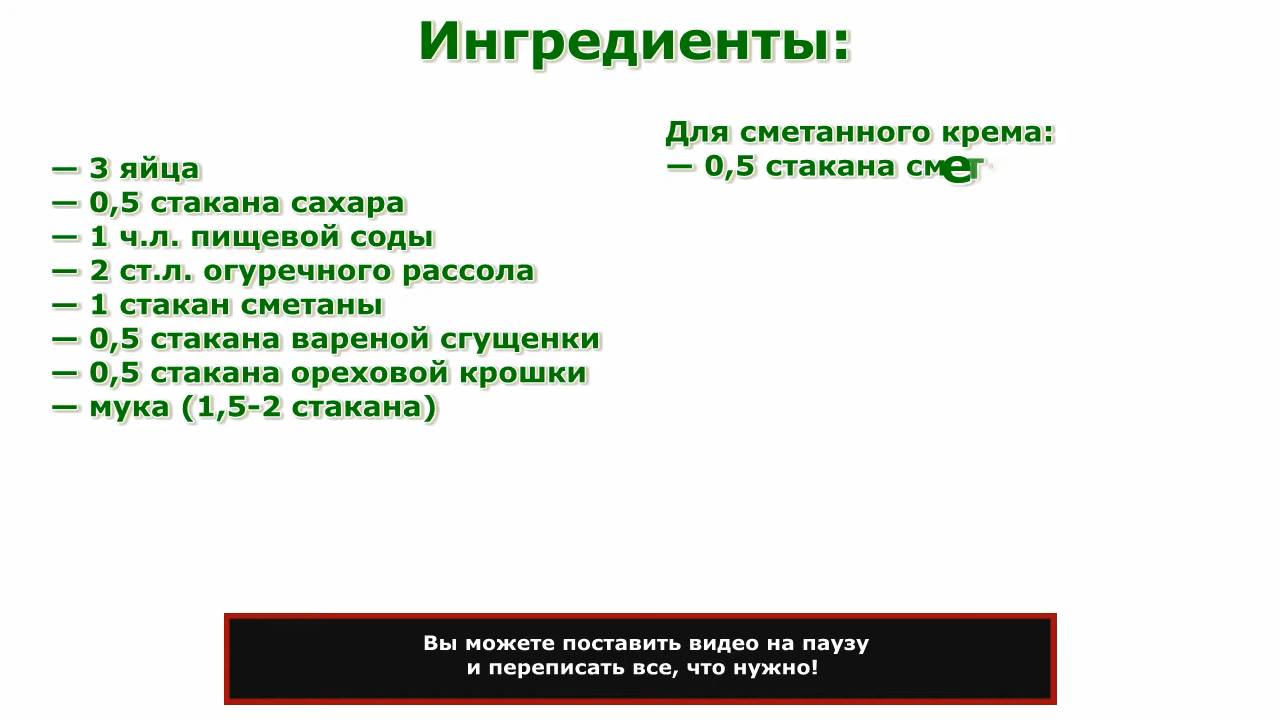 Ингредиенты:
— 3 яйца
— 0,5 стакана сахара
— 1 ч.л. пищевой соды
— 2 ст.л. огуречного рассола
— 1 стакан сметаны
— 0,5 стакана вареной сгущенки
— 0,5 стакана ореховой крошки
— мука (1,5-2 стакана)
Для сметанного крема:
— 0,5 стакана смет
Вы можете поставить видео на паузу
и переписать все, что нужно!